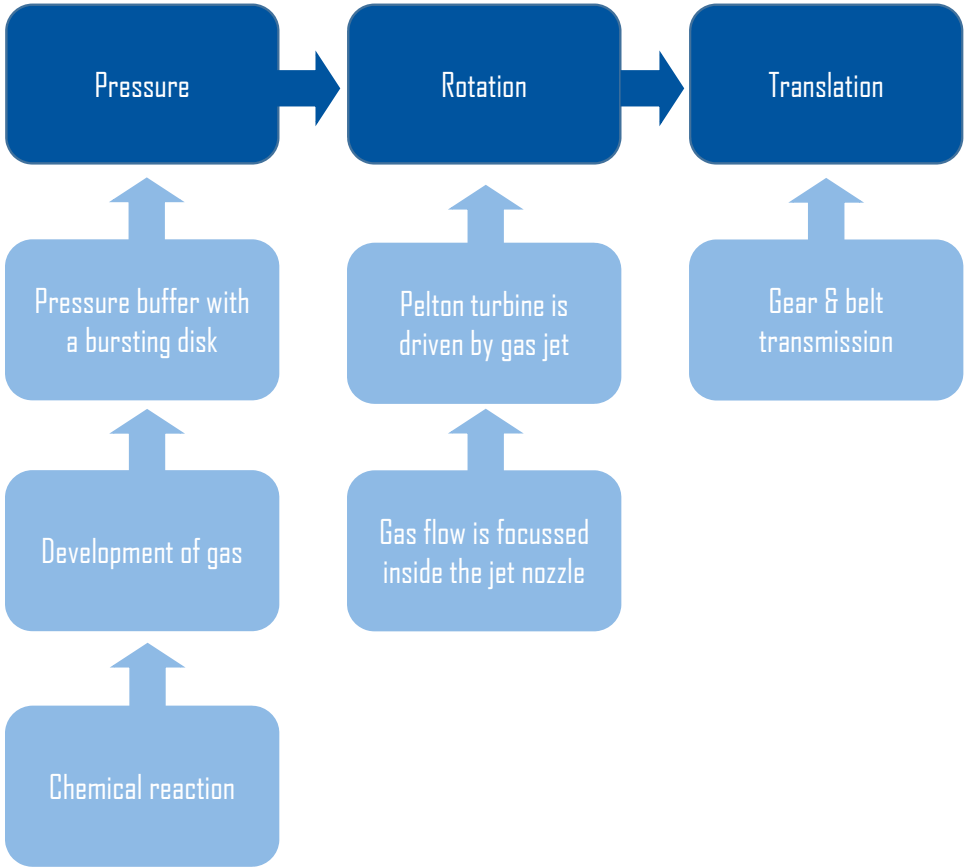 Pressure
Rotation
Translation
Pressure buffer with
a bursting disk
Pelton turbine is
driven by gas jet
Gear & belt
transmission
Development of gas
Gas flow is focussed
inside the jet nozzle
Chemical reaction